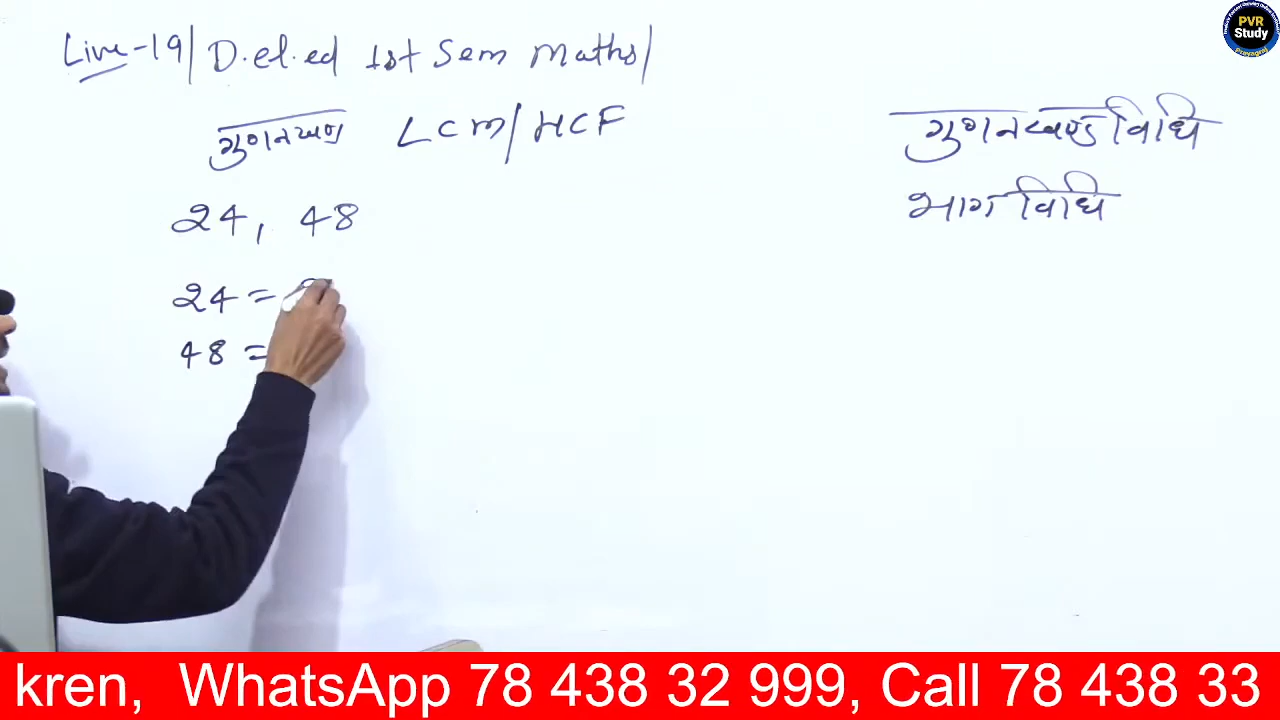 Live-19/ D.el.ed 1st Sem Maths/
गुणनखण्ड LCM/HCF
गुणनखण्ड विधि
भाग विधि
24, 48
24 =
48 =
PVR
Study
Prayagraj
kren, WhatsApp 78 438 32 999, Call 78 438 33